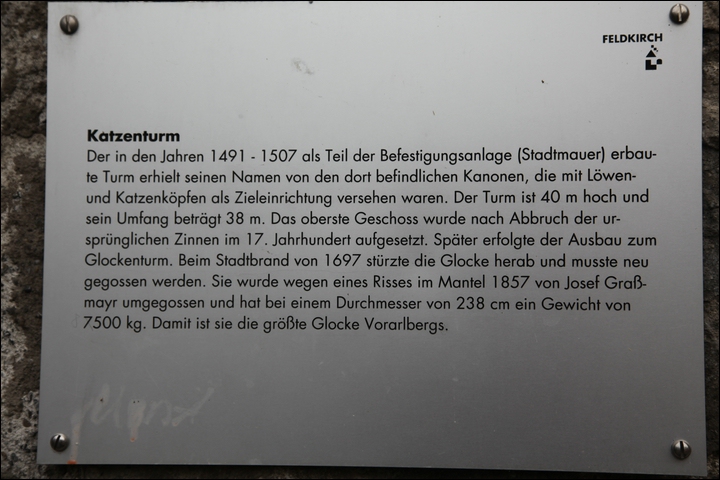 FELDKIRCH
Katzenturm
Der in den Jahren 1491 - 1507 als Teil der Befestigungsanlage (Stadtmauer) erbau-
te Turm erhielt seinen Namen von den dort befindlichen Kanonen, die mit Löwen-
und Katzenköpfen als Zieleinrichtung versehen waren. Der Turm ist 40 m hoch und
sein Umfang beträgt 38 m. Das oberste Geschoss wurde nach Abbruch der ur-
sprünglichen Zinnen im 17. Jahrhundert aufgesetzt. Später erfolgte der Ausbau zum
Glockenturm. Beim Stadtbrand von 1697 stürzte die Glocke herab und musste neu
gegossen werden. Sie wurde wegen eines Risses im Mantel 1857 von Josef Graß-
mayr umgegossen und hat bei einem Durchmesser von 238 cm ein Gewicht von
7500 kg. Damit ist sie die größte Glocke Vorarlbergs.